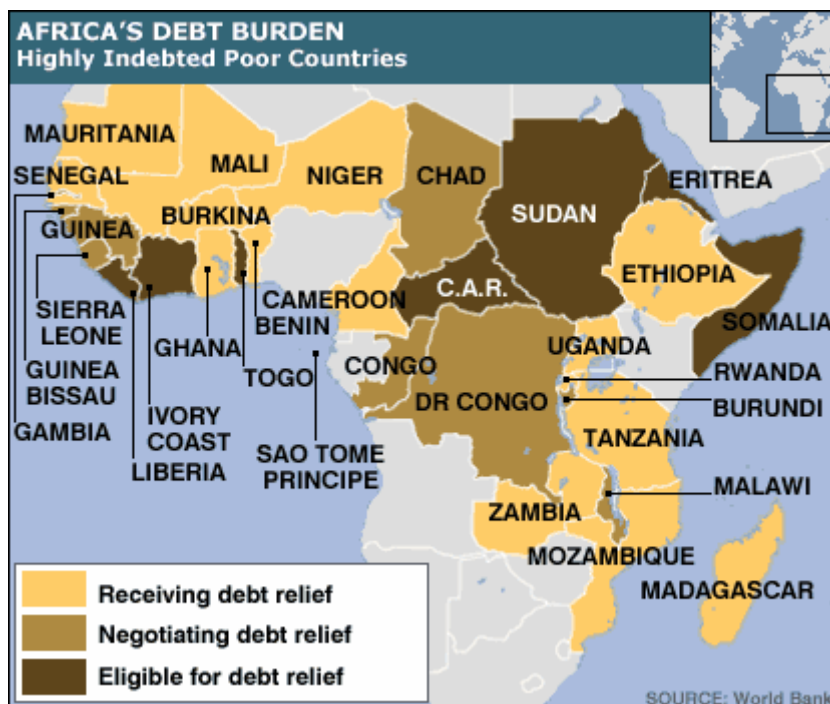 AFRICA'S DEBT BURDEN
Highly Indebted Poor Countries
MAURITANIA
MALI
NIGER
CHAD
SENEGAL
ERITREA
BURKINA
SUDAN
GUINEA
ETHIOPIA
C.A.R.
SIERRA
LEONE
CAMEROON
BENIN
SOMALIA
GHANA
UGANDA
GUINEA
BISSAU
TOGO
CONGO
RWANDA
DR CONGO
BURUNDI
GAMBIA
IVORY
COAST
TANZANIA
LIBERIA
SAO TOME
PRINCIPE
MALAWI
ZAMBIA
MOZAMBIQUE
MADAGASCAR
Receiving debt relief
Negotiating debt relief
Eligible for debt relief
SOURCE: World Bank